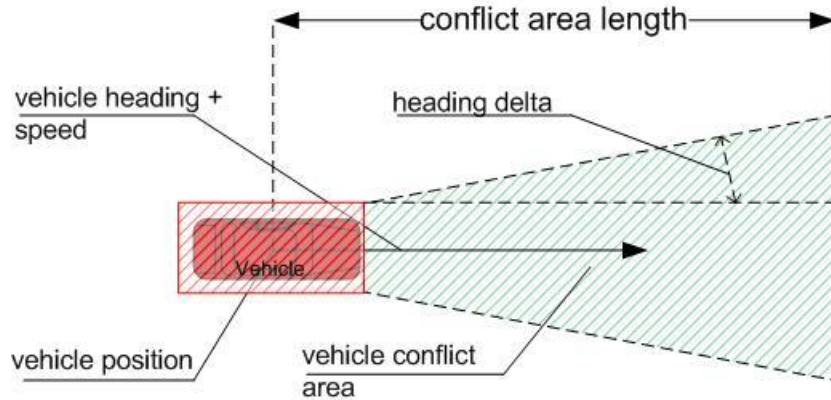 conflict area length
vehicle heading +
speed
heading delta
Vehicle
vehicle position
vehicle conflict
area